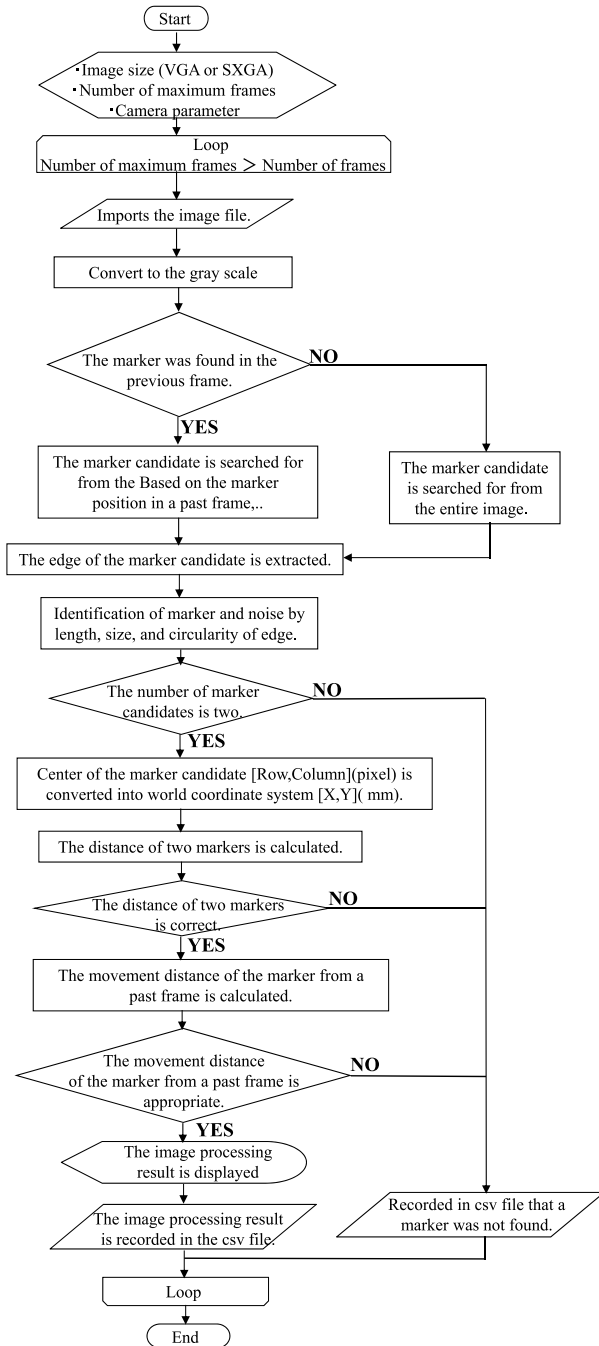 Start
・Image size (VGA or SXGA)
・Number of maximum frames
・Camera parameter
Loop
Number of maximum frames ＞ Number of frames
Imports the image file.
Convert to the gray scale
The marker was found in the
previous frame.
NO
YES
The marker candidate is searched for
from the Based on the marker
position in a past frame,..
The marker candidate
is searched for from
the entire image.
The edge of the marker candidate is extracted.
Identification of marker and noise by
length, size, and circularity of edge.
The number of marker
candidates is two.
NO
YES
Center of the marker candidate [Row,Column](pixel) is
converted into world coordinate system [X,Y]( mm).
The distance of two markers is calculated.
The distance of two markers
is correct.
NO
YES
The movement distance of the marker from a
past frame is calculated.
The movement distance
of the marker from a past frame is
appropriate.
NO
YES
The image processing
result is displayed
The image processing result
is recorded in the csv file.
Recorded in csv file that a
marker was not found.
Loop
End